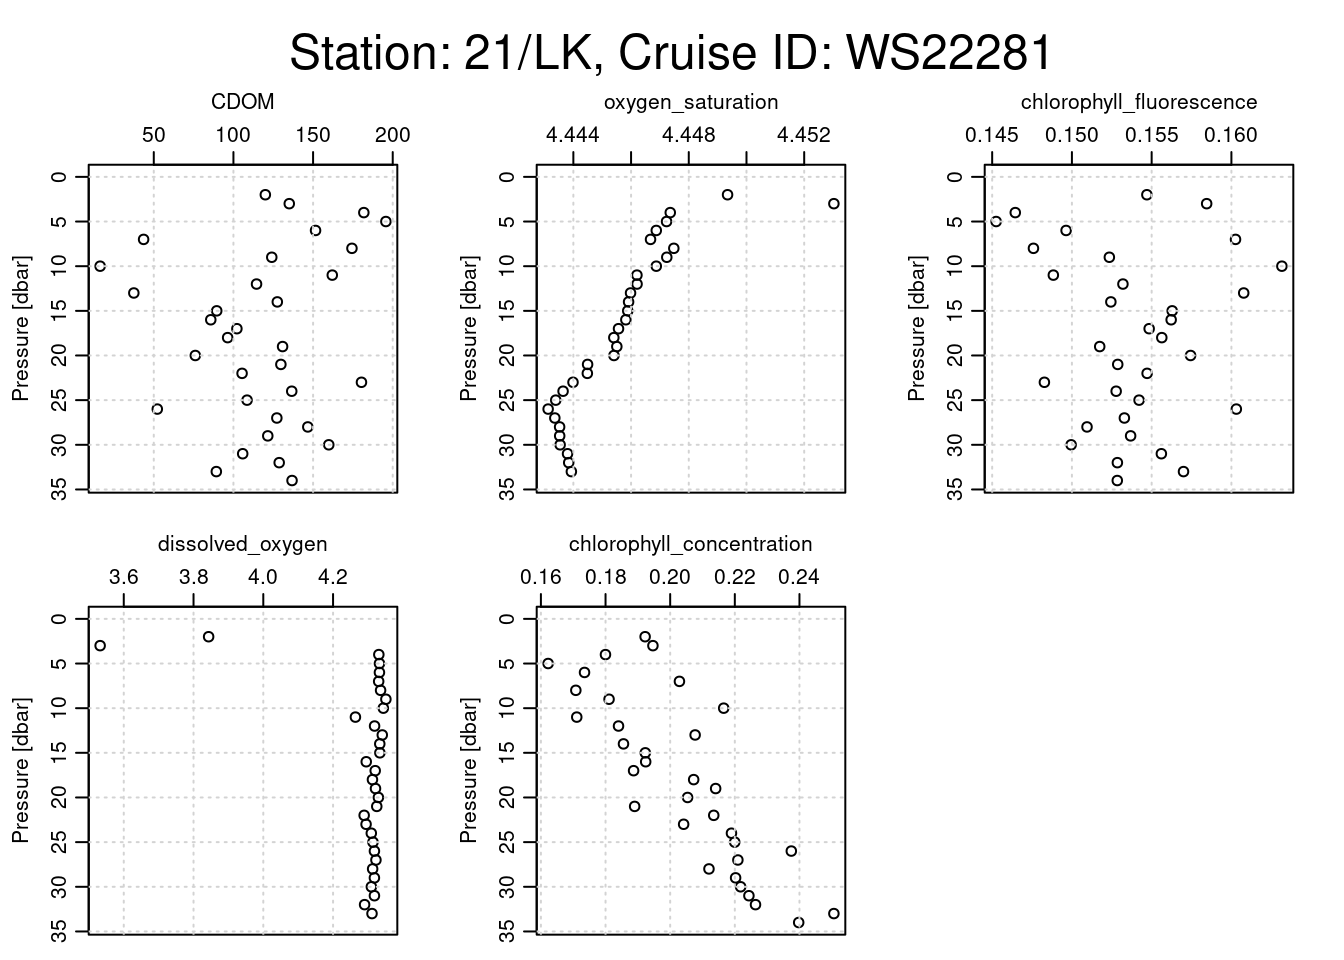 Station: 21/LK, Cruise ID: WS22281
CDOM
50 100 150 200
0
5
10
15
20
25
30
35
Pressure [dbar]
oxygen_saturation
4.444 4.448 4.452
0
5
10
15
20
25
30
35
Pressure [dbar]
chlorophyll_fluorescence
0.145 0.150 0.155 0.160
0
5
10
15
20
25
30
35
Pressure [dbar]
dissolved_oxygen
3.6 3.8 4.0 4.2
0
5
10
15
20
25
30
35
Pressure [dbar]
chlorophyll_concentration
0.16 0.18 0.20 0.22 0.24
0
5
10
15
20
25
30
35
Pressure [dbar]